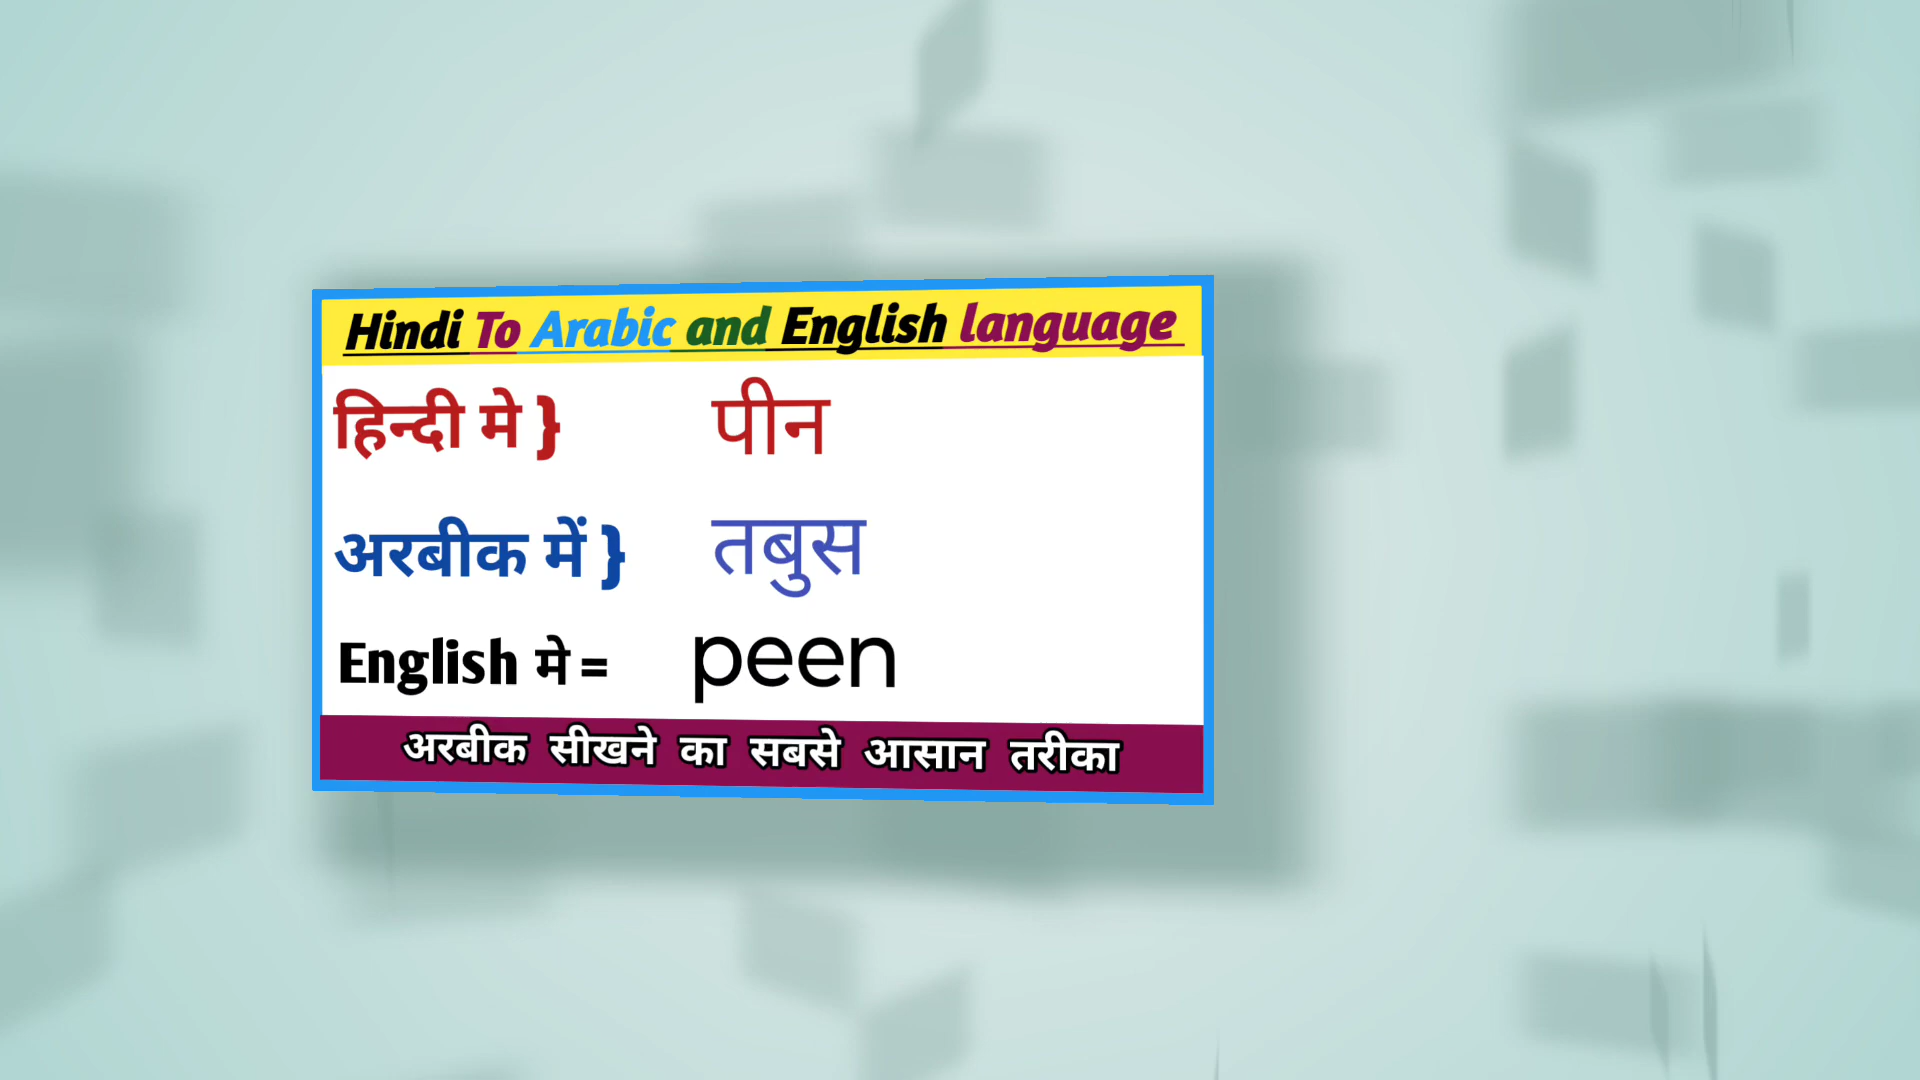 Hindi To Arabic and English language
हिन्दी मे } पीन
अरबीक में } तबुस
English मे = peen
अरबीक सीखने का सबसे आसान तरीका